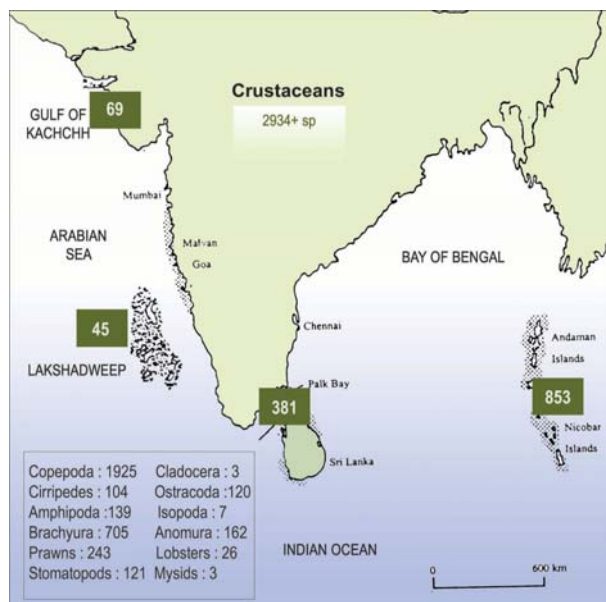 Crustaceans
2934+ sp
69
GULF OF
KACHCHH
Mumbai
ARABIAN
SEA
Malvan
Goa
BAY OF BENGAL
45
LAKSHADWEEP
Chennai
Andaman
Islands
Palk Bay
381
853
Nicobar
Islands
Sri Lanka
Copepoda : 1925 Cladocera : 3
Cirripedes : 104 Ostracoda :120
Amphipoda :139 Isopoda : 7
Brachyura : 705 Anomura : 162
Prawns : 243 Lobsters : 26
Stomatopods : 121 Mysids : 3
INDIAN OCEAN
0 600 km